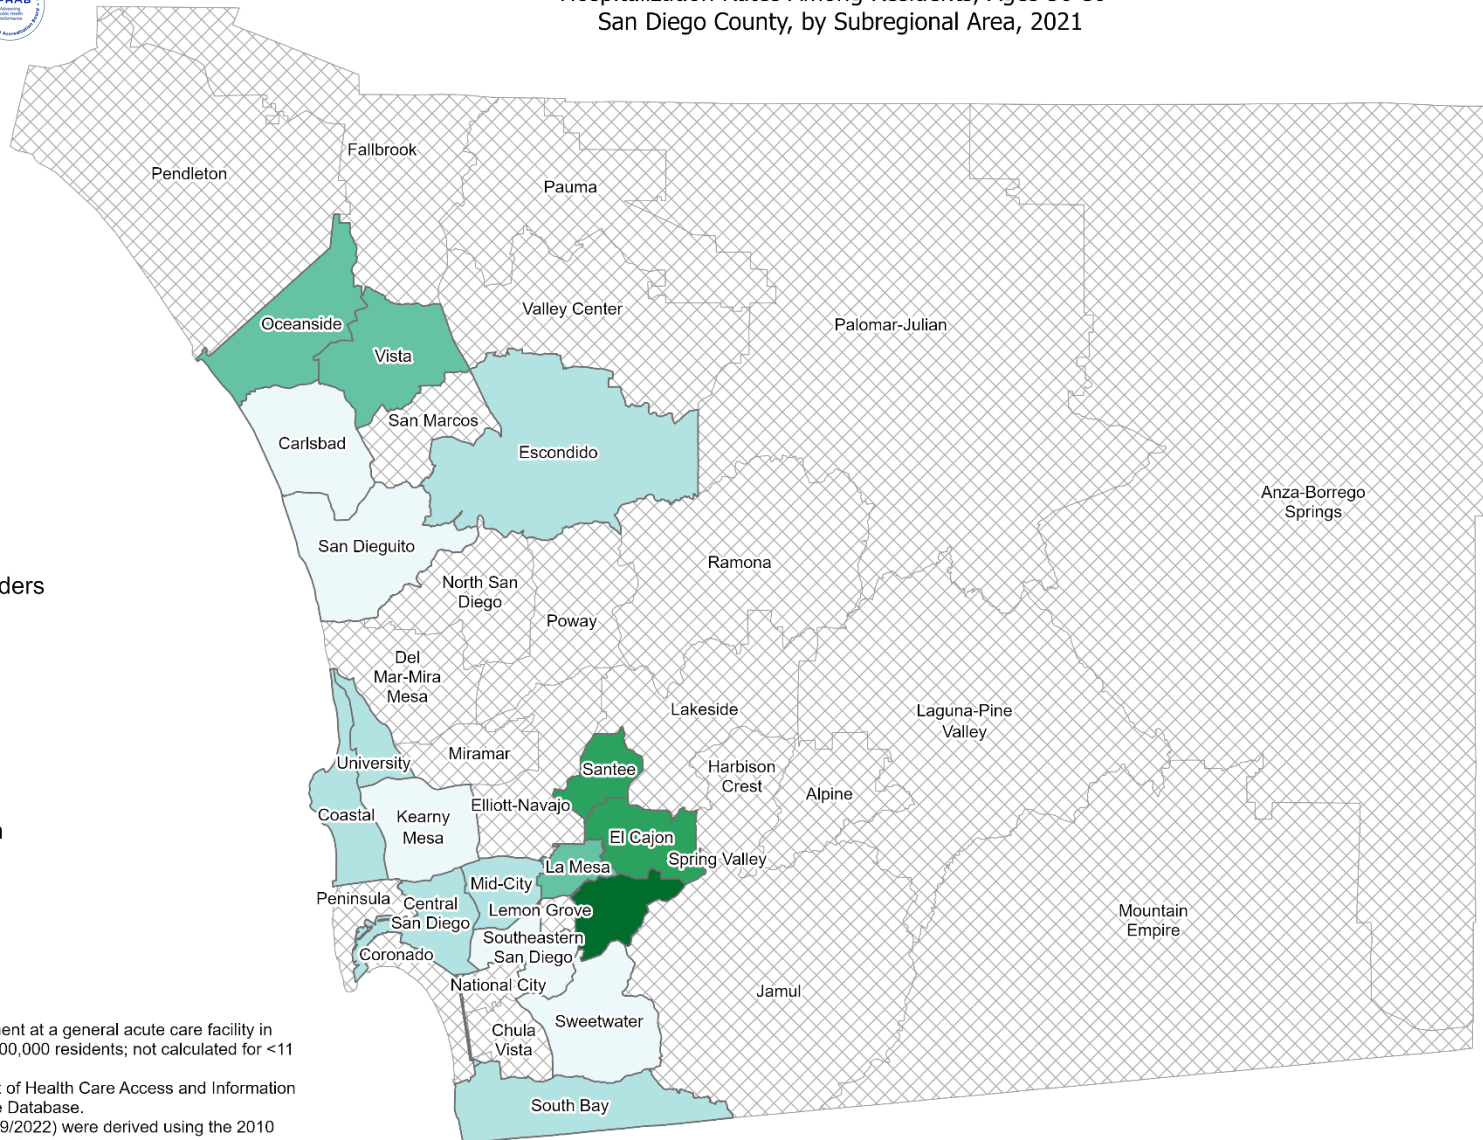 San Diego County, by Subregional Area, 2021
Fallbrook
Pendleton
Pauma
Valley Center
Oceanside
Palomar-Julian
Vista
San Marcos
Carlsbad
Escondido
Anza-Borrego
Springs
San Dieguito
Ramona
North San
Diego
ders
Poway
Del
Mar-Mira
Mesa
Lakeside
Laguna-Pine
Valley
Miramar
University
Santee
Harbison
Crest
Alpine
Elliott-Navajo
Coastal
Kearny
Mesa
El Cajon
Spring Valley
La Mesa
Mid-City
Peninsula
Central
San Diego
Lemon Grove
Mountain
Empire
Southeastern
San Diego
Coronado
National City
Jamul
Sweetwater
Chula
Vista
South Bay
ent at a general acute care facility in
00,000 residents; not calculated for <11
of Health Care Access and Information
Database.
9/2022) were derived using the 2010